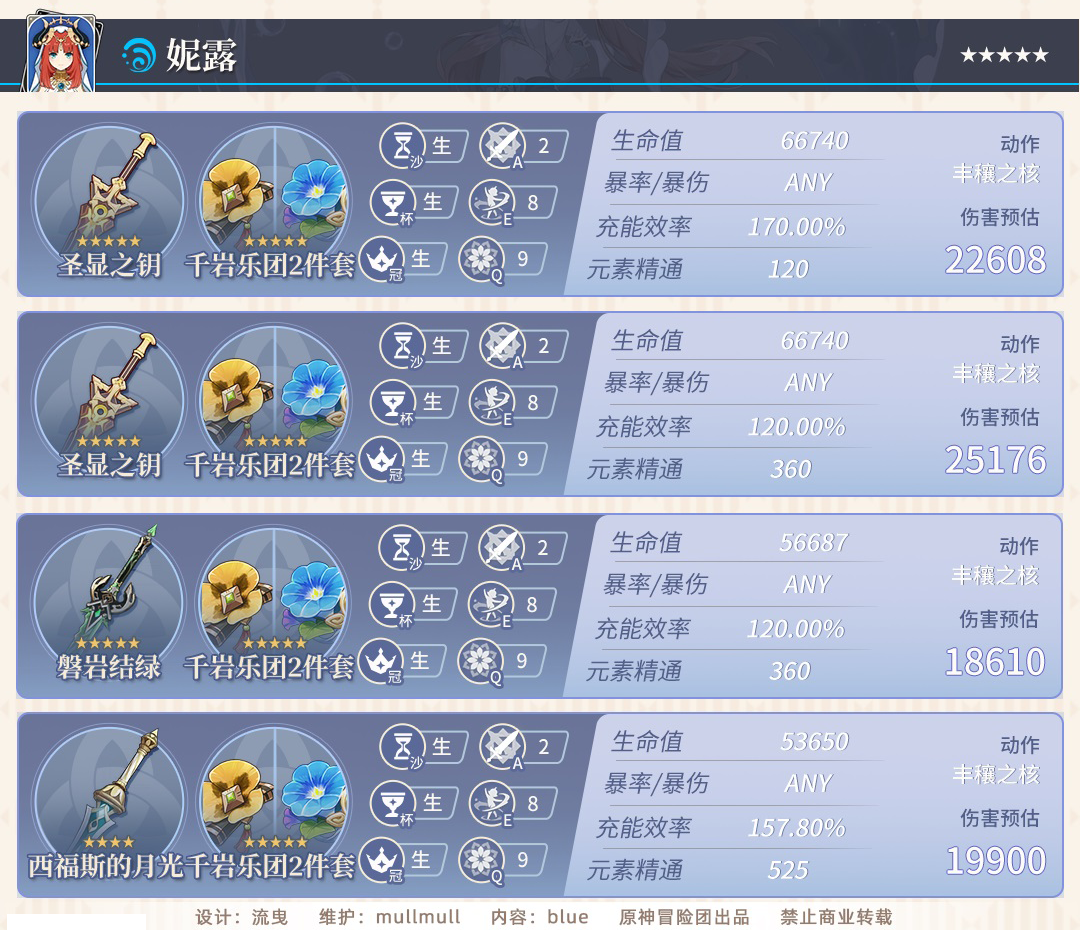 妮露 ★★★★★
沙 生 A 2
杯 生 E 8
冠 生 Q 9
★★★★★ ★★★★★
圣显之钥 千岩乐团2件套
生命值 66740
暴率/暴伤 ANY
充能效率 170.00%
元素精通 120
动作
丰穰之核
伤害预估
22608
沙 生 A 2
杯 生 E 8
冠 生 Q 9
★★★★★ ★★★★★
圣显之钥 千岩乐团2件套
生命值 66740
暴率/暴伤 ANY
充能效率 120.00%
元素精通 360
动作
丰穰之核
伤害预估
25176
沙 生 A 2
杯 生 E 8
冠 生 Q 9
★★★★★ ★★★★★
磐岩结绿 千岩乐团2件套
生命值 56687
暴率/暴伤 ANY
充能效率 120.00%
元素精通 360
动作
丰穰之核
伤害预估
18610
沙 生 A 2
杯 生 E 8
冠 生 Q 9
★★★★ ★★★★★
西福斯的月光 千岩乐团2件套
生命值 53650
暴率/暴伤 ANY
充能效率 157.80%
元素精通 525
动作
丰穰之核
伤害预估
19900
设计：流曳 维护：mullmull 内容：blue 原神冒险团出品 禁止商业转载